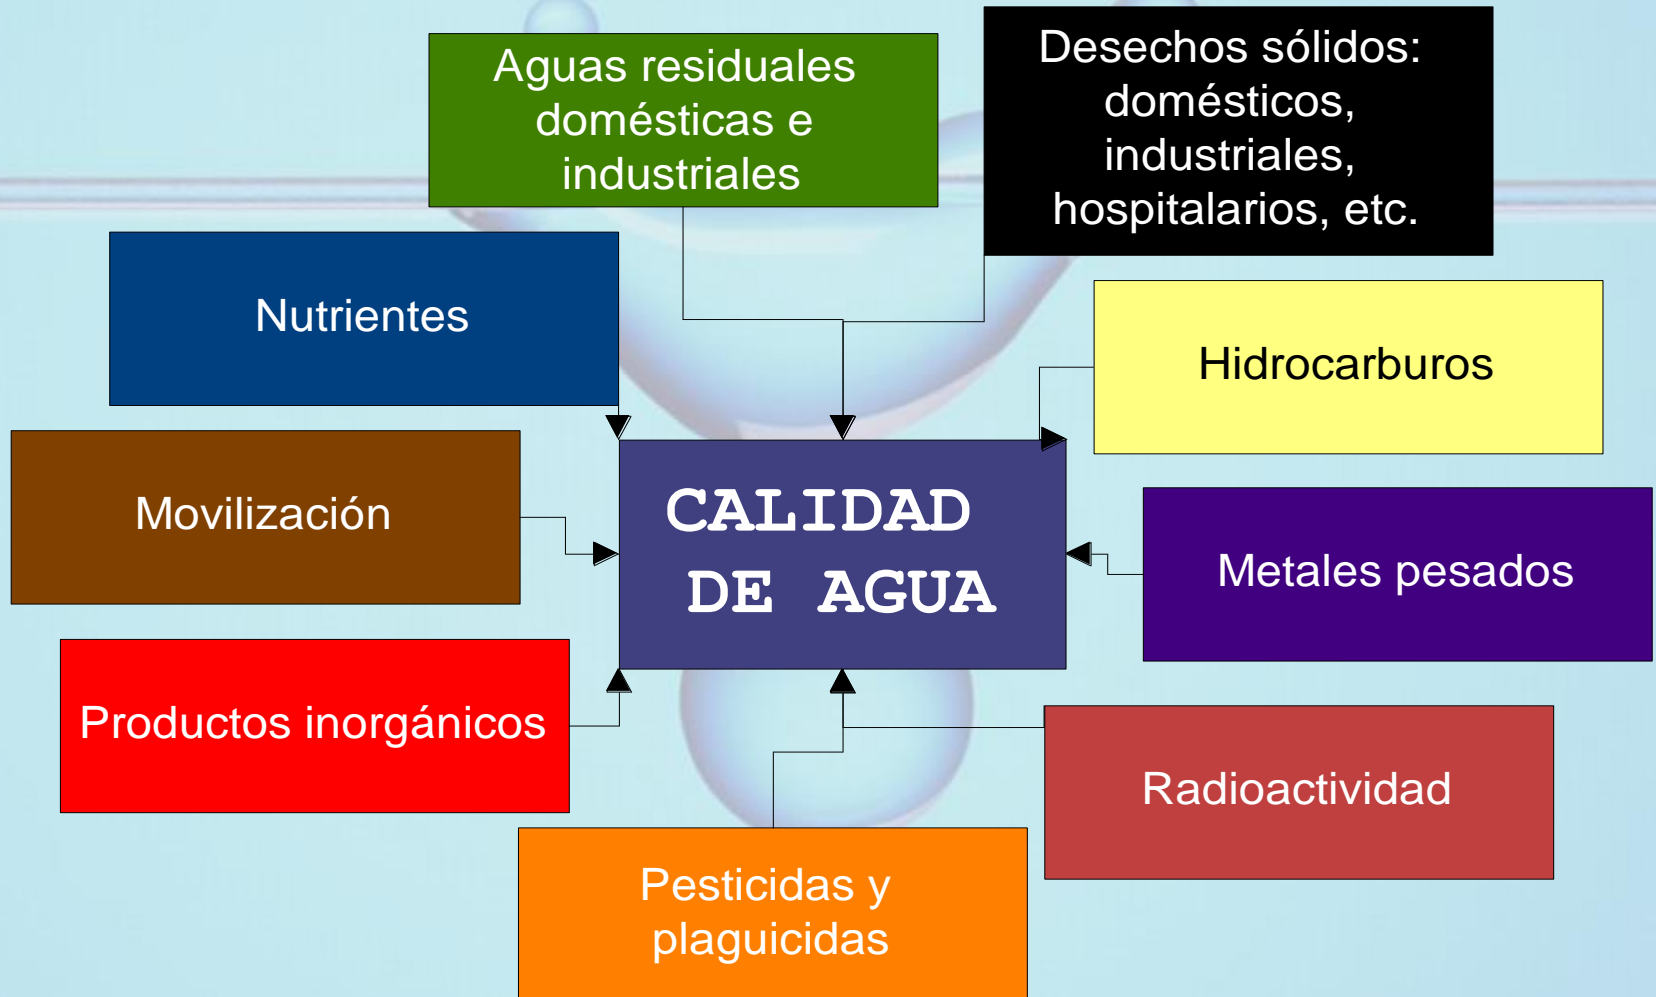 Aguas residuales
domésticas e
industriales
Desechos sólidos:
domésticos,
industriales,
hospitalarios, etc.
Nutrientes
Hidrocarburos
Movilización
CALIDAD
DE AGUA
Metales pesados
Productos inorgánicos
Radioactividad
Pesticidas y
plaguicidas